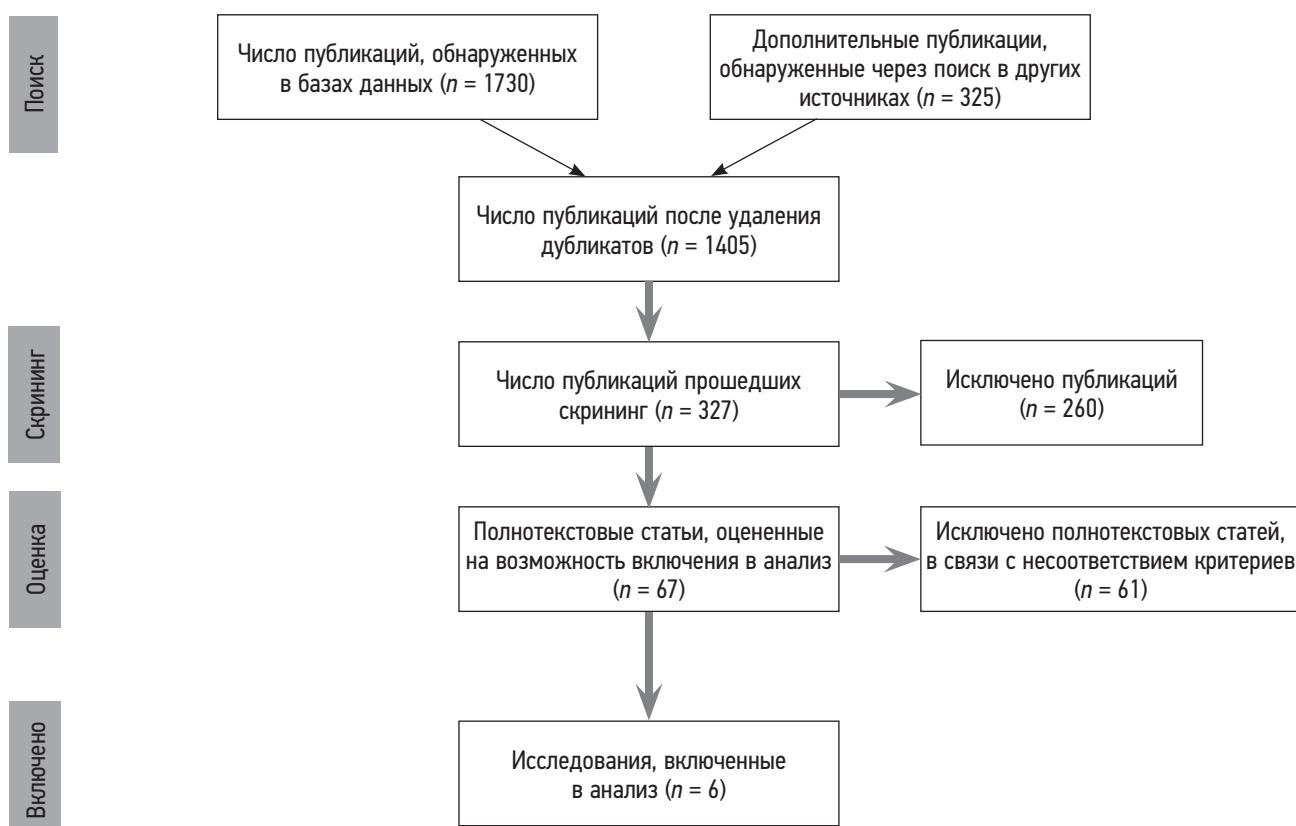 Поиск
Число публикаций, обнаруженных
в базах данных (n = 1730)
Дополнительные публикации,
обнаруженные через поиск в других
источниках (n = 325)
Число публикаций после удаления
дубликатов (n = 1405)
Скрининг
Число публикаций прошедших
скрининг (n = 327)
Исключено публикаций
(n = 260)
Оценка
Полнотекстовые статьи, оцененные
на возможность включения в анализ
(n = 67)
Исключено полнотекстовых статей,
в связи с несоответствием критериев
(n = 61)
Включено
Исследования, включенные
в анализ (n = 6)